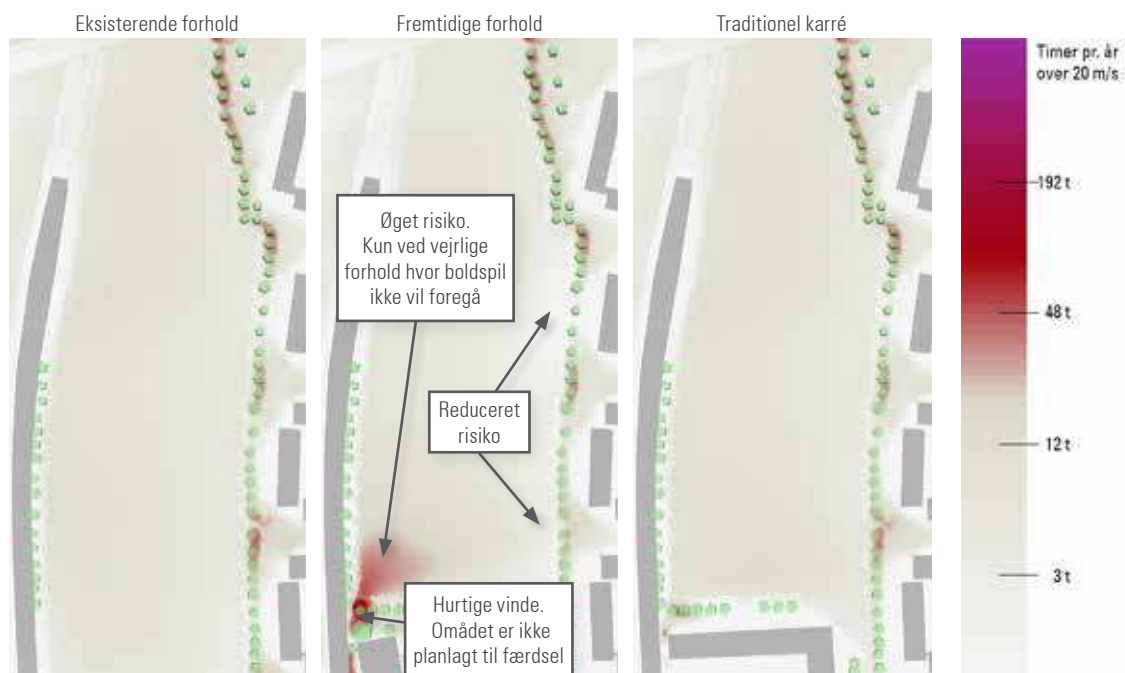 Eksisterende forhold
Fremtidige forhold
Traditionel karré
Timer pr. år
over 20 m/s
192 t
48 t
12 t
3 t
Øget risiko.
Kun ved vejrlige
forhold hvor boldspil
ikke vil foregå
Reduceret
risiko
Hurtige vinde.
Omådet er ikke
planlagt til færdsel